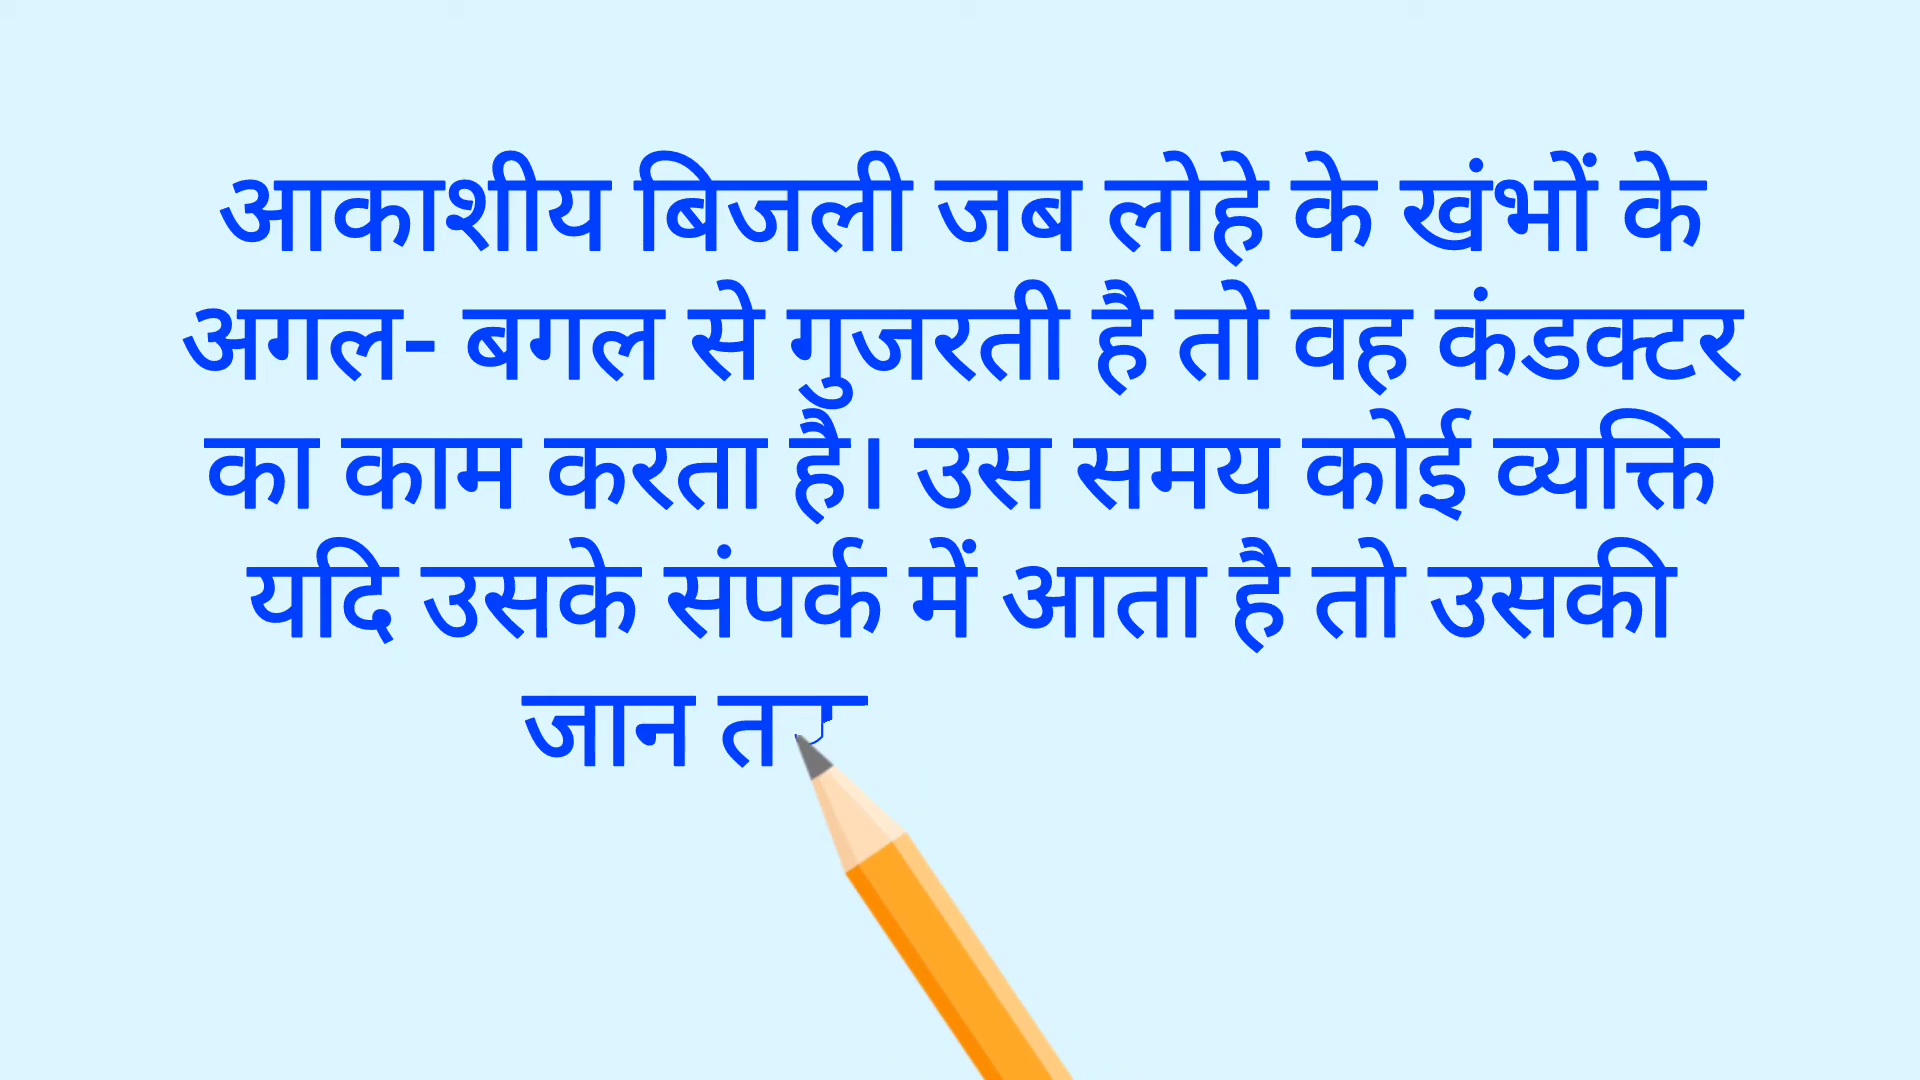 आकाशीय बिजली जब लोहे के खंभों के
अगल- बगल से गुजरती है तो वह कंडक्टर
का काम करता है। उस समय कोई व्यक्ति
यदि उसके संपर्क में आता है तो उसकी
जान